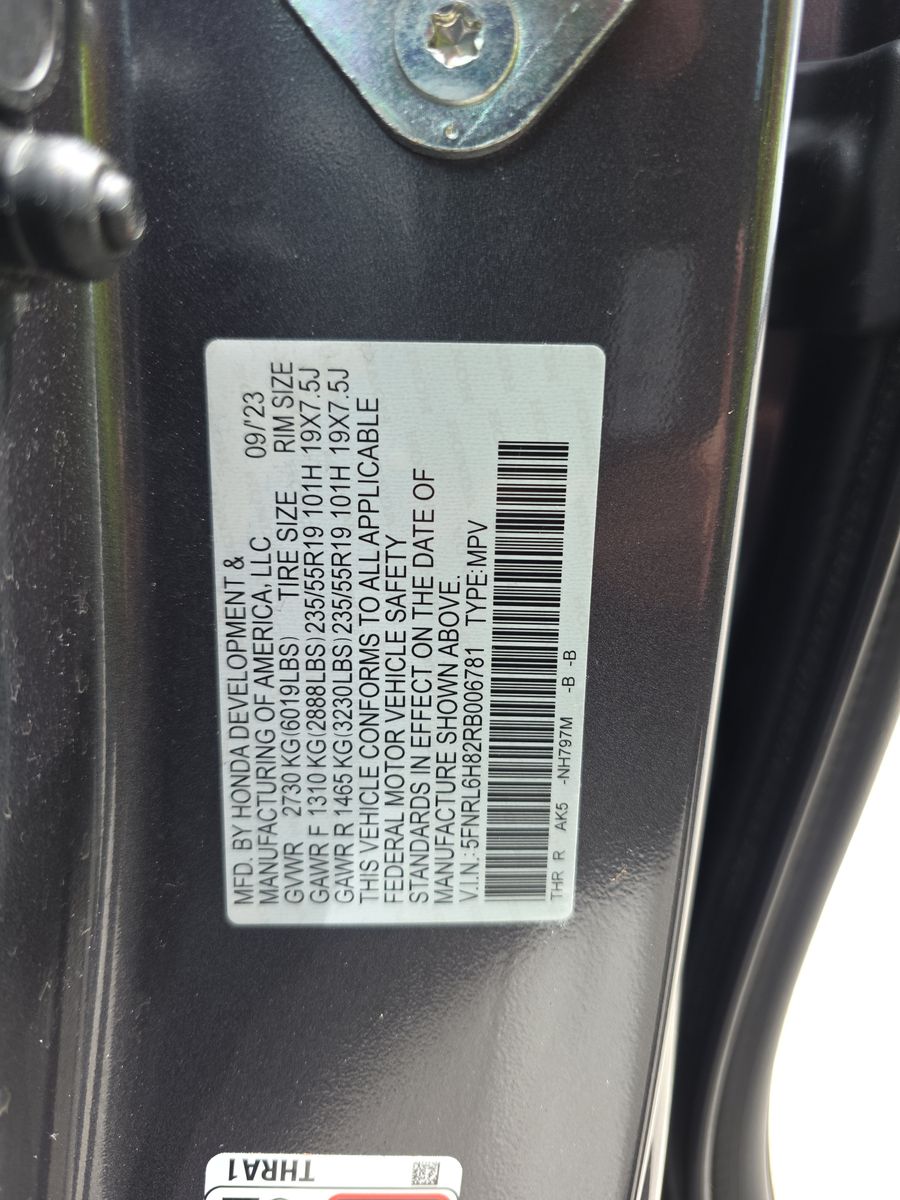 MFD. BY HONDA DEVELOPMENT &
MANUFACTURING OF AMERICA, LLC 09/'23
GVWR 2730 KG(6019LBS) TIRE SIZE RIM SIZE
GAWR F 1310 KG(2888LBS)235/55R19 101H 19X7.5J
GAWR R 1465 KG(3230LBS)235/55R19 101H 19X7.5J
THIS VEHICLE CONFORMS TO ALL APPLICABLE
FEDERAL MOTOR VEHICLE SAFETY
STANDARDS IN EFFECT ON THE DATE OF
MANUFACTURE SHOWN ABOVE.
V.I.N.:5FNRL6H82RB006781 TYPE:MPV
THR R AK5 -NH797M -B -B
THRA1